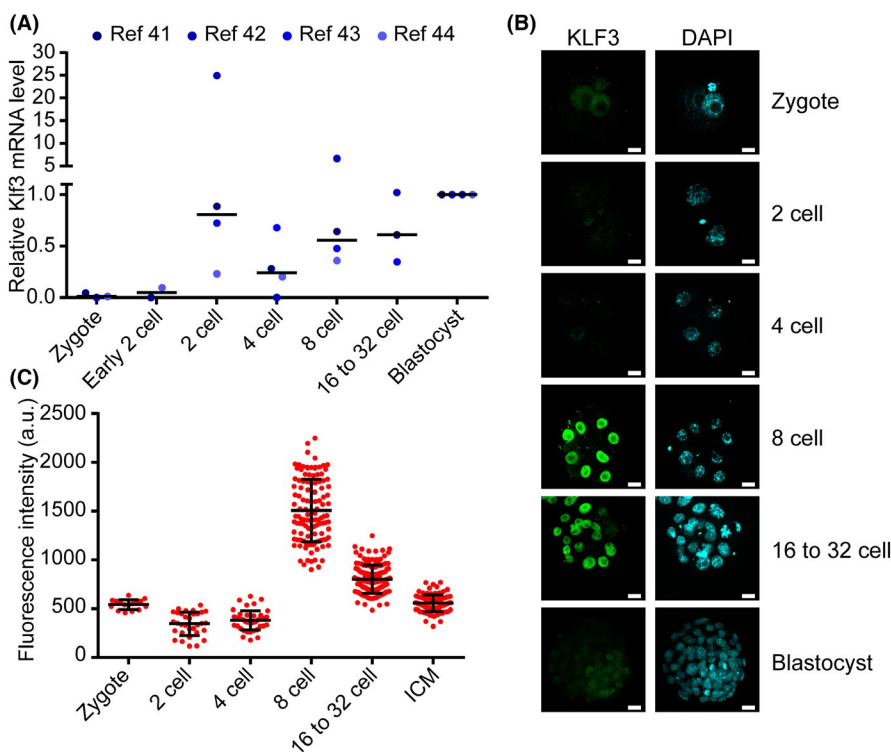 (A)
Ref 41 Ref 42 Ref 43 Ref 44
Relative Klf3 mRNA level
30
25
20
15
10
5
1.0
0.5
0.0
Zygote
Early 2 cell
2 cell
4 cell
8 cell
16 to 32 cell
Blastocyst
(B)
KLF3 DAPI
Zygote
2 cell
4 cell
8 cell
16 to 32 cell
Blastocyst
(C)
Fluorescence intensity (a.u.)
2500
2000
1500
1000
500
0
Zygote
2 cell
4 cell
8 cell
16 to 32 cell
ICM